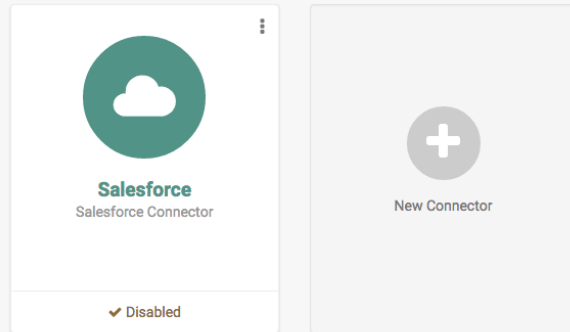 Salesforce
Salesforce Connector
Disabled
New Connector